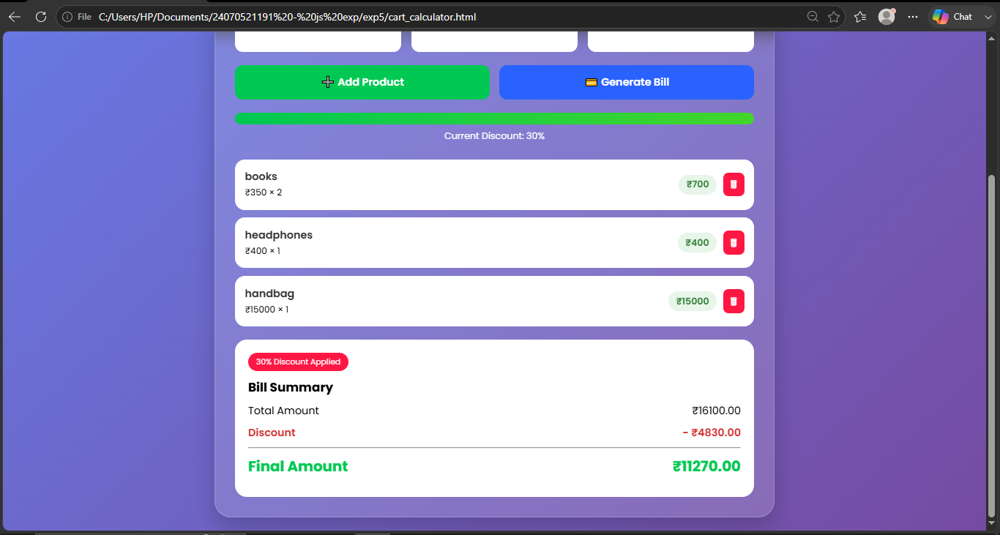 File C:/Users/HP/Documents/24070521191%20-%20js%20exp/exp5/cart_calculator.html
Chat
➕ Add Product
💳 Generate Bill
Current Discount: 30%
books
₹350 × 2
₹700
headphones
₹400 × 1
₹400
handbag
₹15000 × 1
₹15000
30% Discount Applied
Bill Summary
Total Amount ₹16100.00
Discount - ₹4830.00
Final Amount ₹11270.00